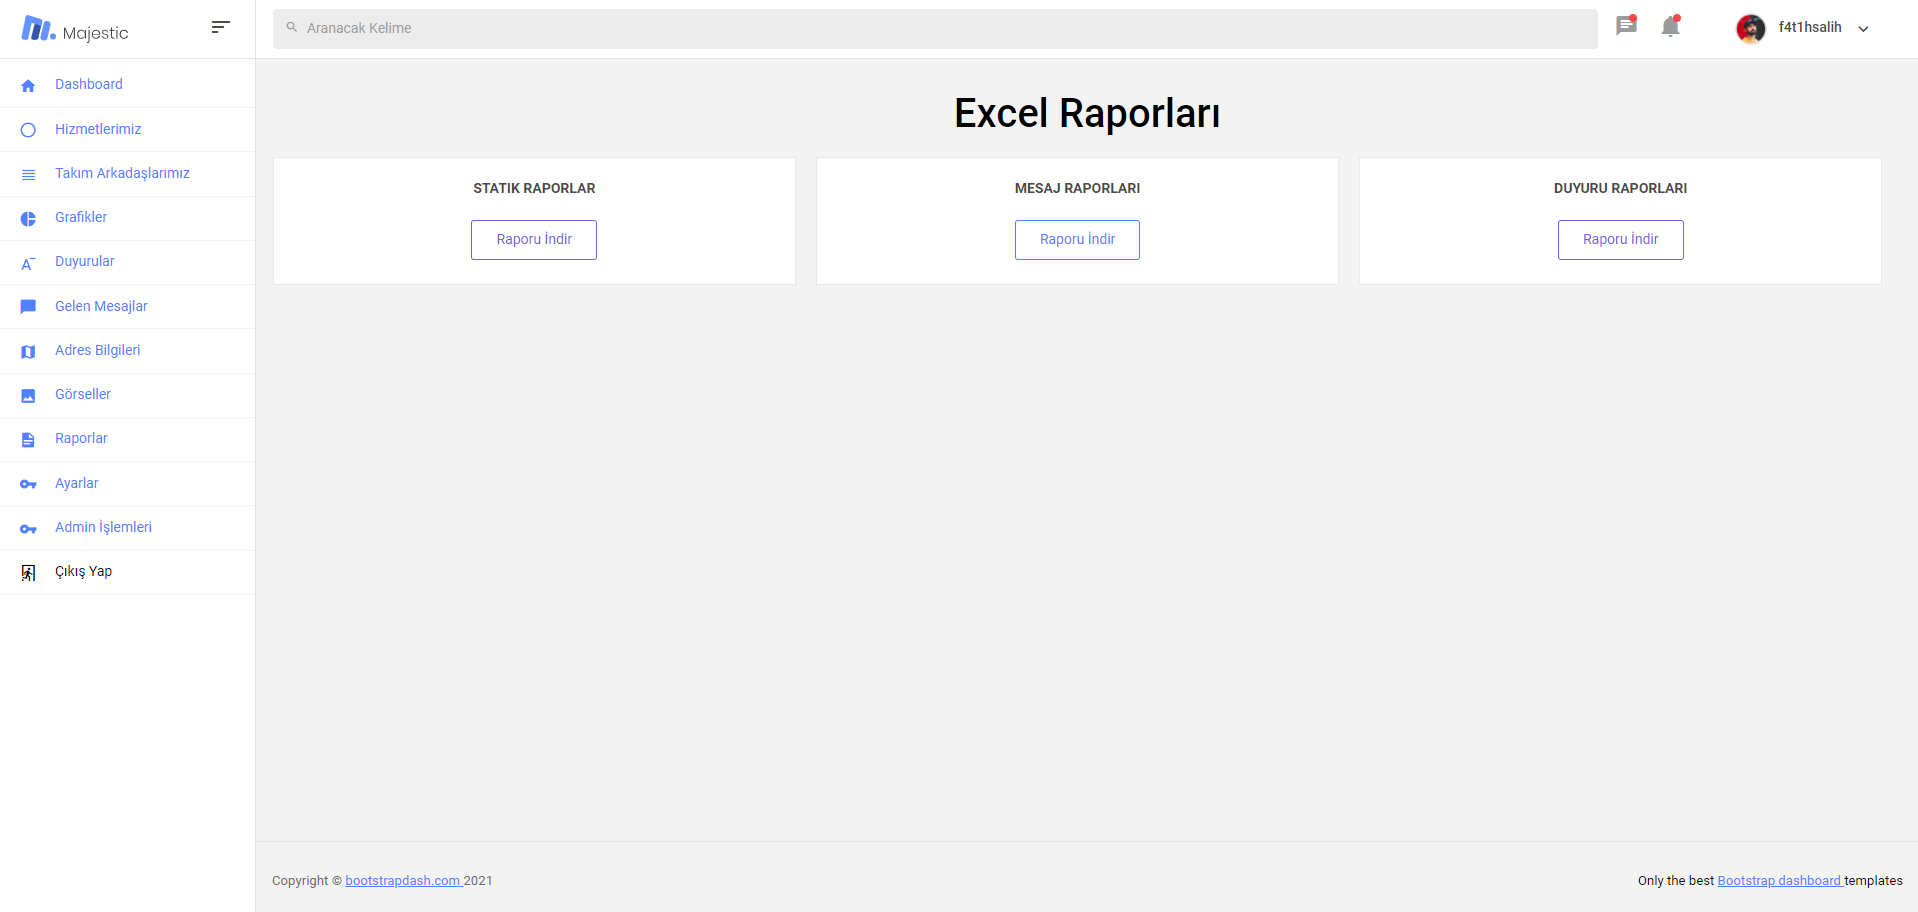 Majestic
Aranacak Kelime
f4t1hsalih
Dashboard
Hizmetlerimiz
Takım Arkadaşlarımız
Grafikler
Duyurular
Gelen Mesajlar
Adres Bilgileri
Görseller
Raporlar
Ayarlar
Admin İşlemleri
Çıkış Yap
Excel Raporları
STATIK RAPORLAR
Raporu İndir
MESAJ RAPORLARI
Raporu İndir
DUYURU RAPORLARI
Raporu İndir
Copyright © bootstrapdash.com 2021
Only the best Bootstrap dashboard templates